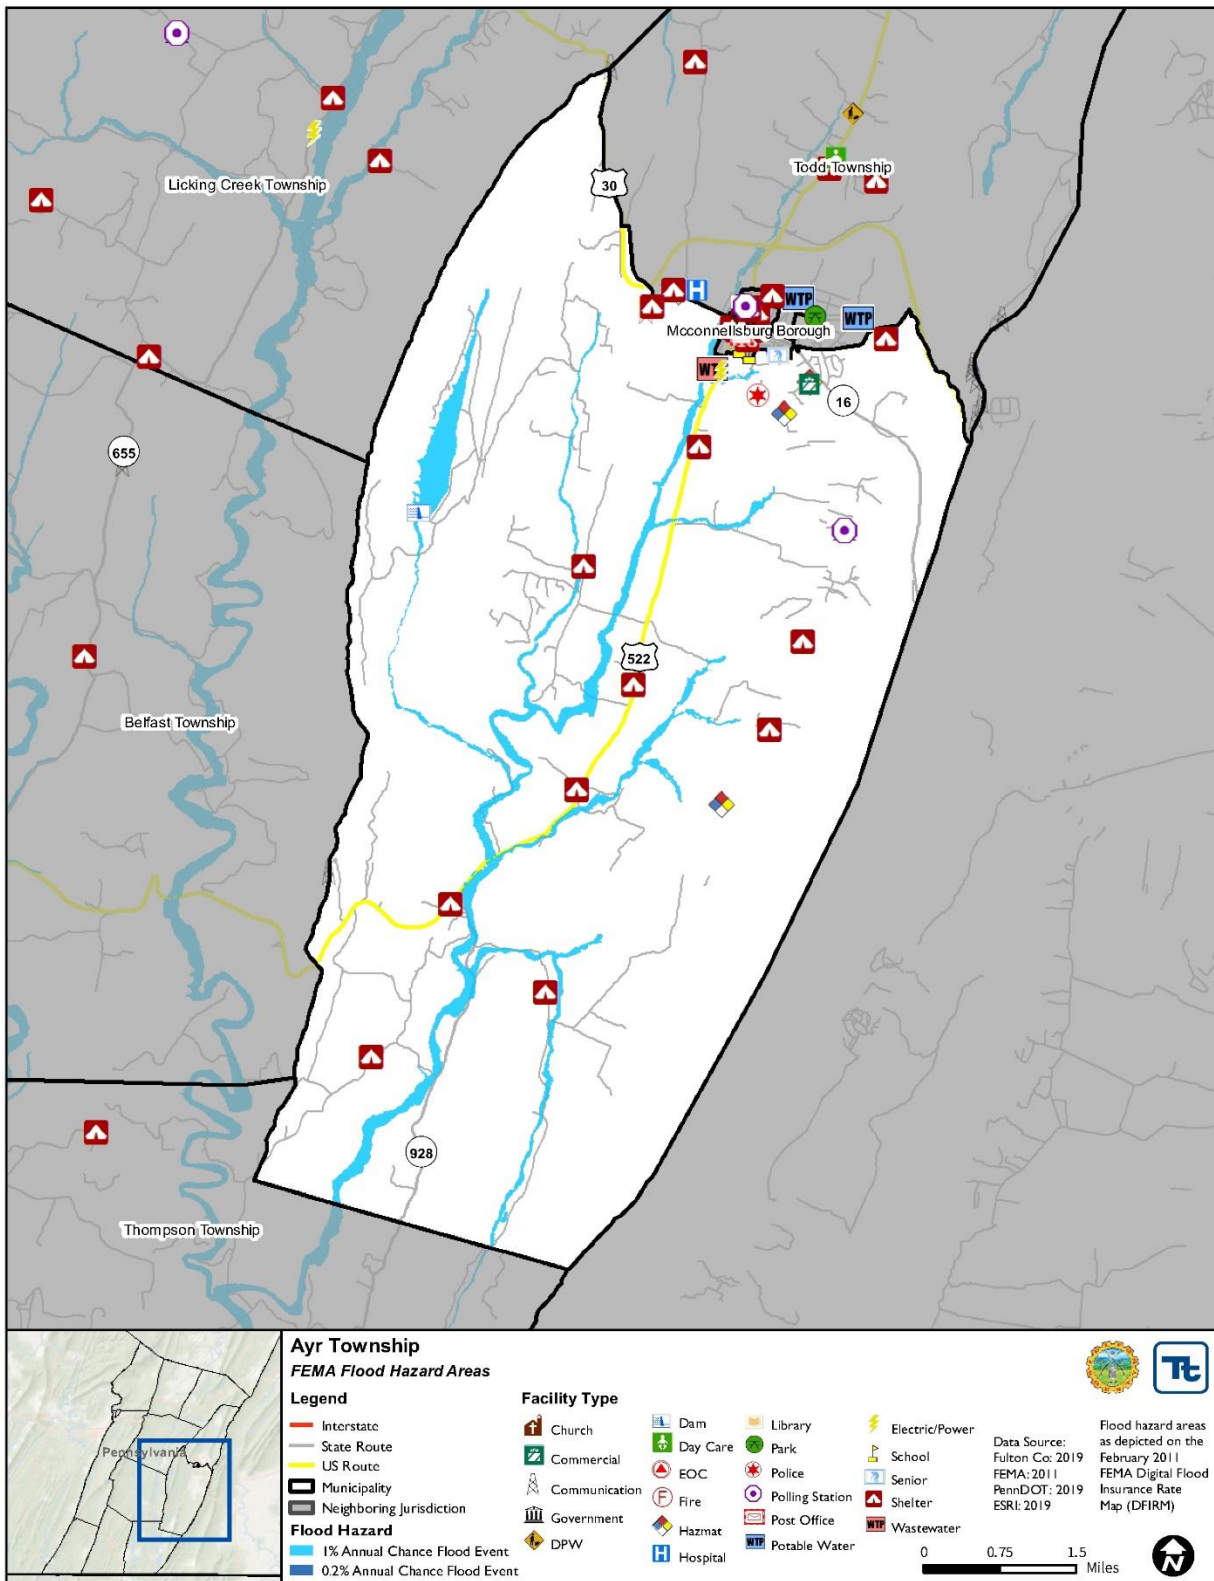 Licking Creek Township
Todd Township
30
WTP
WTP
Mcconnellsburg Borough
16
655
522
Belfast Township
928
Thompson Township
Pennsylvania
Ayr Township
FEMA Flood Hazard Areas
Legend
Interstate
State Route
US Route
Municipality
Neighboring Jurisdiction
Flood Hazard
1% Annual Chance Flood Event
0.2% Annual Chance Flood Event
Facility Type
Church
Commercial
Communication
Government
DPW
Dam
Day Care
EOC
F Fire
Hazmat
H Hospital
Library
Park
Police
Polling Station
Post Office
WTP Potable Water
Electric/Power
School
Senior
Shelter
WTP Wastewater
Data Source:
Fulton Co: 2019
FEMA: 2011
PennDOT: 2019
ESRI: 2019
Flood hazard areas
as depicted on the
February 2011
FEMA Digital Flood
Insurance Rate
Map (DFIRM)
Tt
0 0.75 1.5
Miles
N